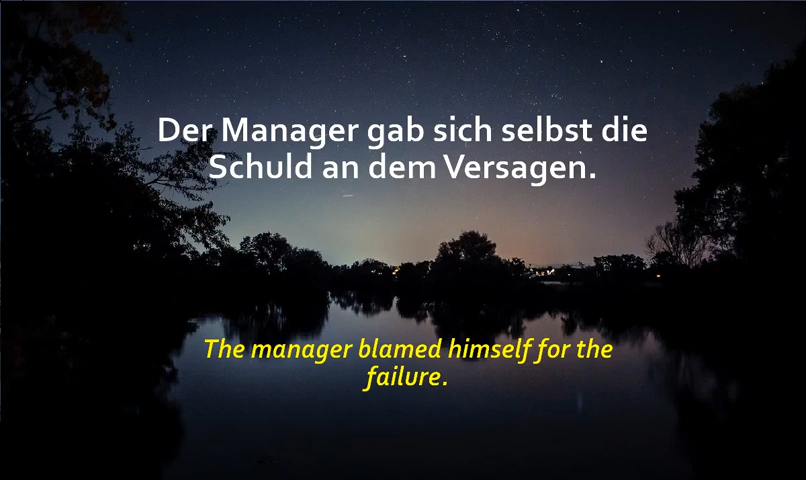 Der Manager gab sich selbst die
Schuld an dem Versagen.
The manager blamed himself for the
failure.